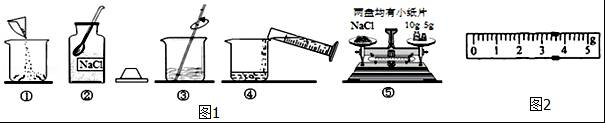 两盘均有小纸片
NaCl 10g 5g
NaCl
0 1 2 3 4 5 g
① ② ③ ④ ⑤
图1
图2